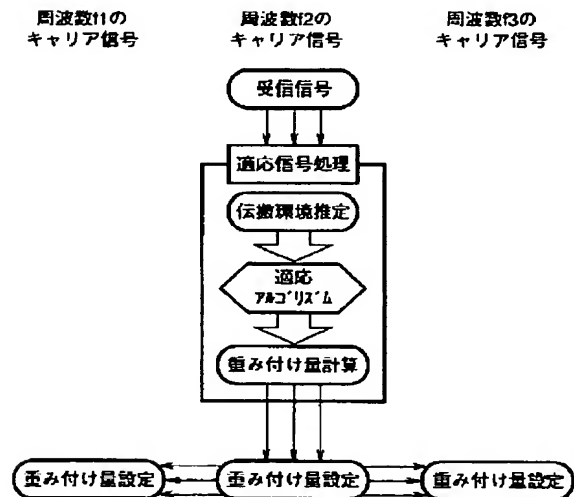 周波数f1の
キャリア信号
周波数f2の
キャリア信号
周波数f3の
キャリア信号
受信信号
適応信号処理
伝搬環境推定
適応
ｱﾙｺﾞﾘｽﾞﾑ
重み付け量計算
重み付け量設定
重み付け量設定
重み付け量設定